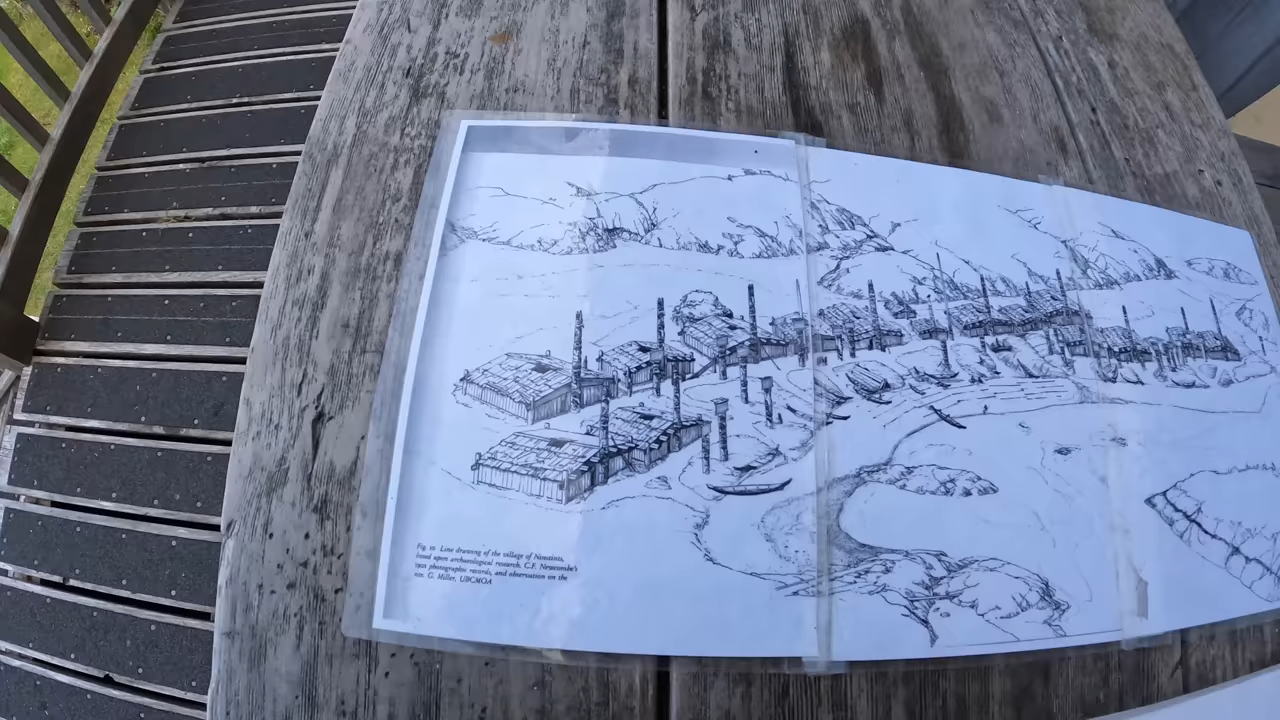 Fig. 10 Line drawing of the village of Ninstints,
based upon archaeological research, C.F. Newcombe's
photographic records, and observation on the
G. Miller, UBCMOA